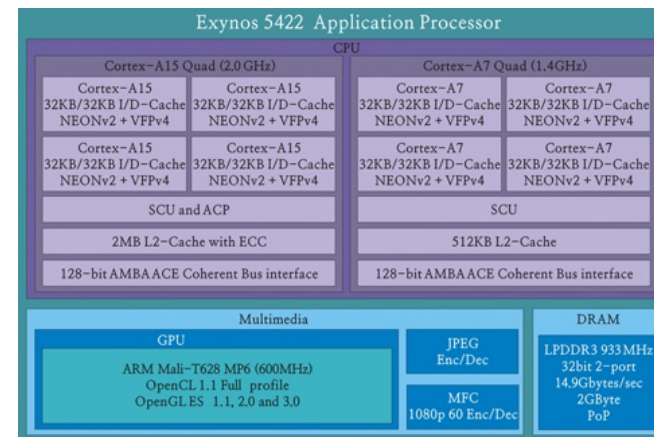 Exynos 5422 Application Processor
CPU
Cortex-A15 Quad (2.0GHz)
Cortex-A15
32KB/32KB I/D-Cache
NEONv2 + VFPv4
Cortex-A15
32KB/32KB I/D-Cache
NEONv2 + VFPv4
Cortex-A15
32KB/32KB I/D-Cache
NEONv2 + VFPv4
Cortex-A15
32KB/32KB I/D-Cache
NEONv2 + VFPv4
SCU and ACP
2MB L2-Cache with ECC
128-bit AMBA ACE Coherent Bus interface
Cortex-A7 Quad (1.4GHz)
Cortex-A7
32KB/32KB I/D-Cache
NEONv2 + VFPv4
Cortex-A7
32KB/32KB I/D-Cache
NEONv2 + VFPv4
Cortex-A7
32KB/32KB I/D-Cache
NEONv2 + VFPv4
Cortex-A7
32KB/32KB I/D-Cache
NEONv2 + VFPv4
SCU
512KB L2-Cache
128-bit AMBA ACE Coherent Bus interface
Multimedia
GPU
ARM Mali-T628 MP6 (600MHz)
OpenCL 1.1 Full profile
OpenGL ES 1.1, 2.0 and 3.0
JPEG
Enc/Dec
MFC
1080p 60 Enc/Dec
DRAM
LPDDR3 933MHz
32bit 2-port
14.9Gbytes/sec
2GByte
PoP